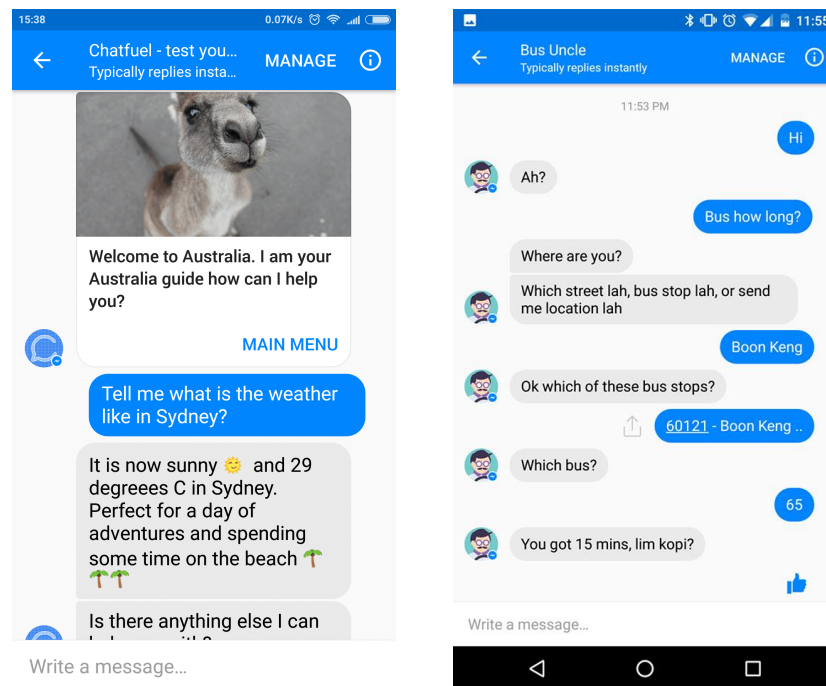 15:38
0.07K/s
Chatfuel - test you...
Typically replies insta...
MANAGE
Welcome to Australia. I am your
Australia guide how can I help
you?
MAIN MENU
Tell me what is the weather
like in Sydney?
It is now sunny 🌞 and 29
degreees C in Sydney.
Perfect for a day of
adventures and spending
some time on the beach 🌴
🌴🌴
Is there anything else I can
Write a message...
11:55
Bus Uncle
Typically replies instantly
MANAGE
11:53 PM
Hi
Ah?
Bus how long?
Where are you?
Which street lah, bus stop lah, or send
me location lah
Boon Keng
Ok which of these bus stops?
60121 - Boon Keng ..
Which bus?
65
You got 15 mins, lim kopi?
Write a message...